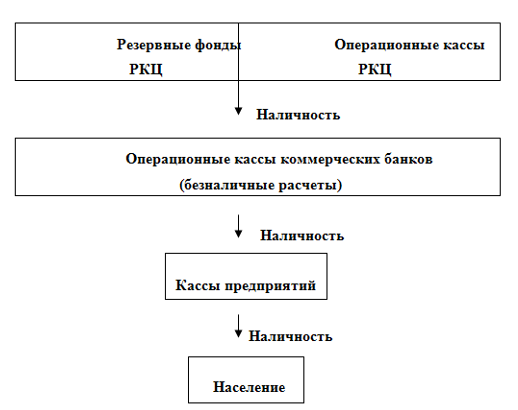 Резервные фонды Операционные кассы
РКЦ РКЦ
Наличность
Операционные кассы коммерческих банков
(безналичные расчеты)
Наличность
Кассы предприятий
Наличность
Население